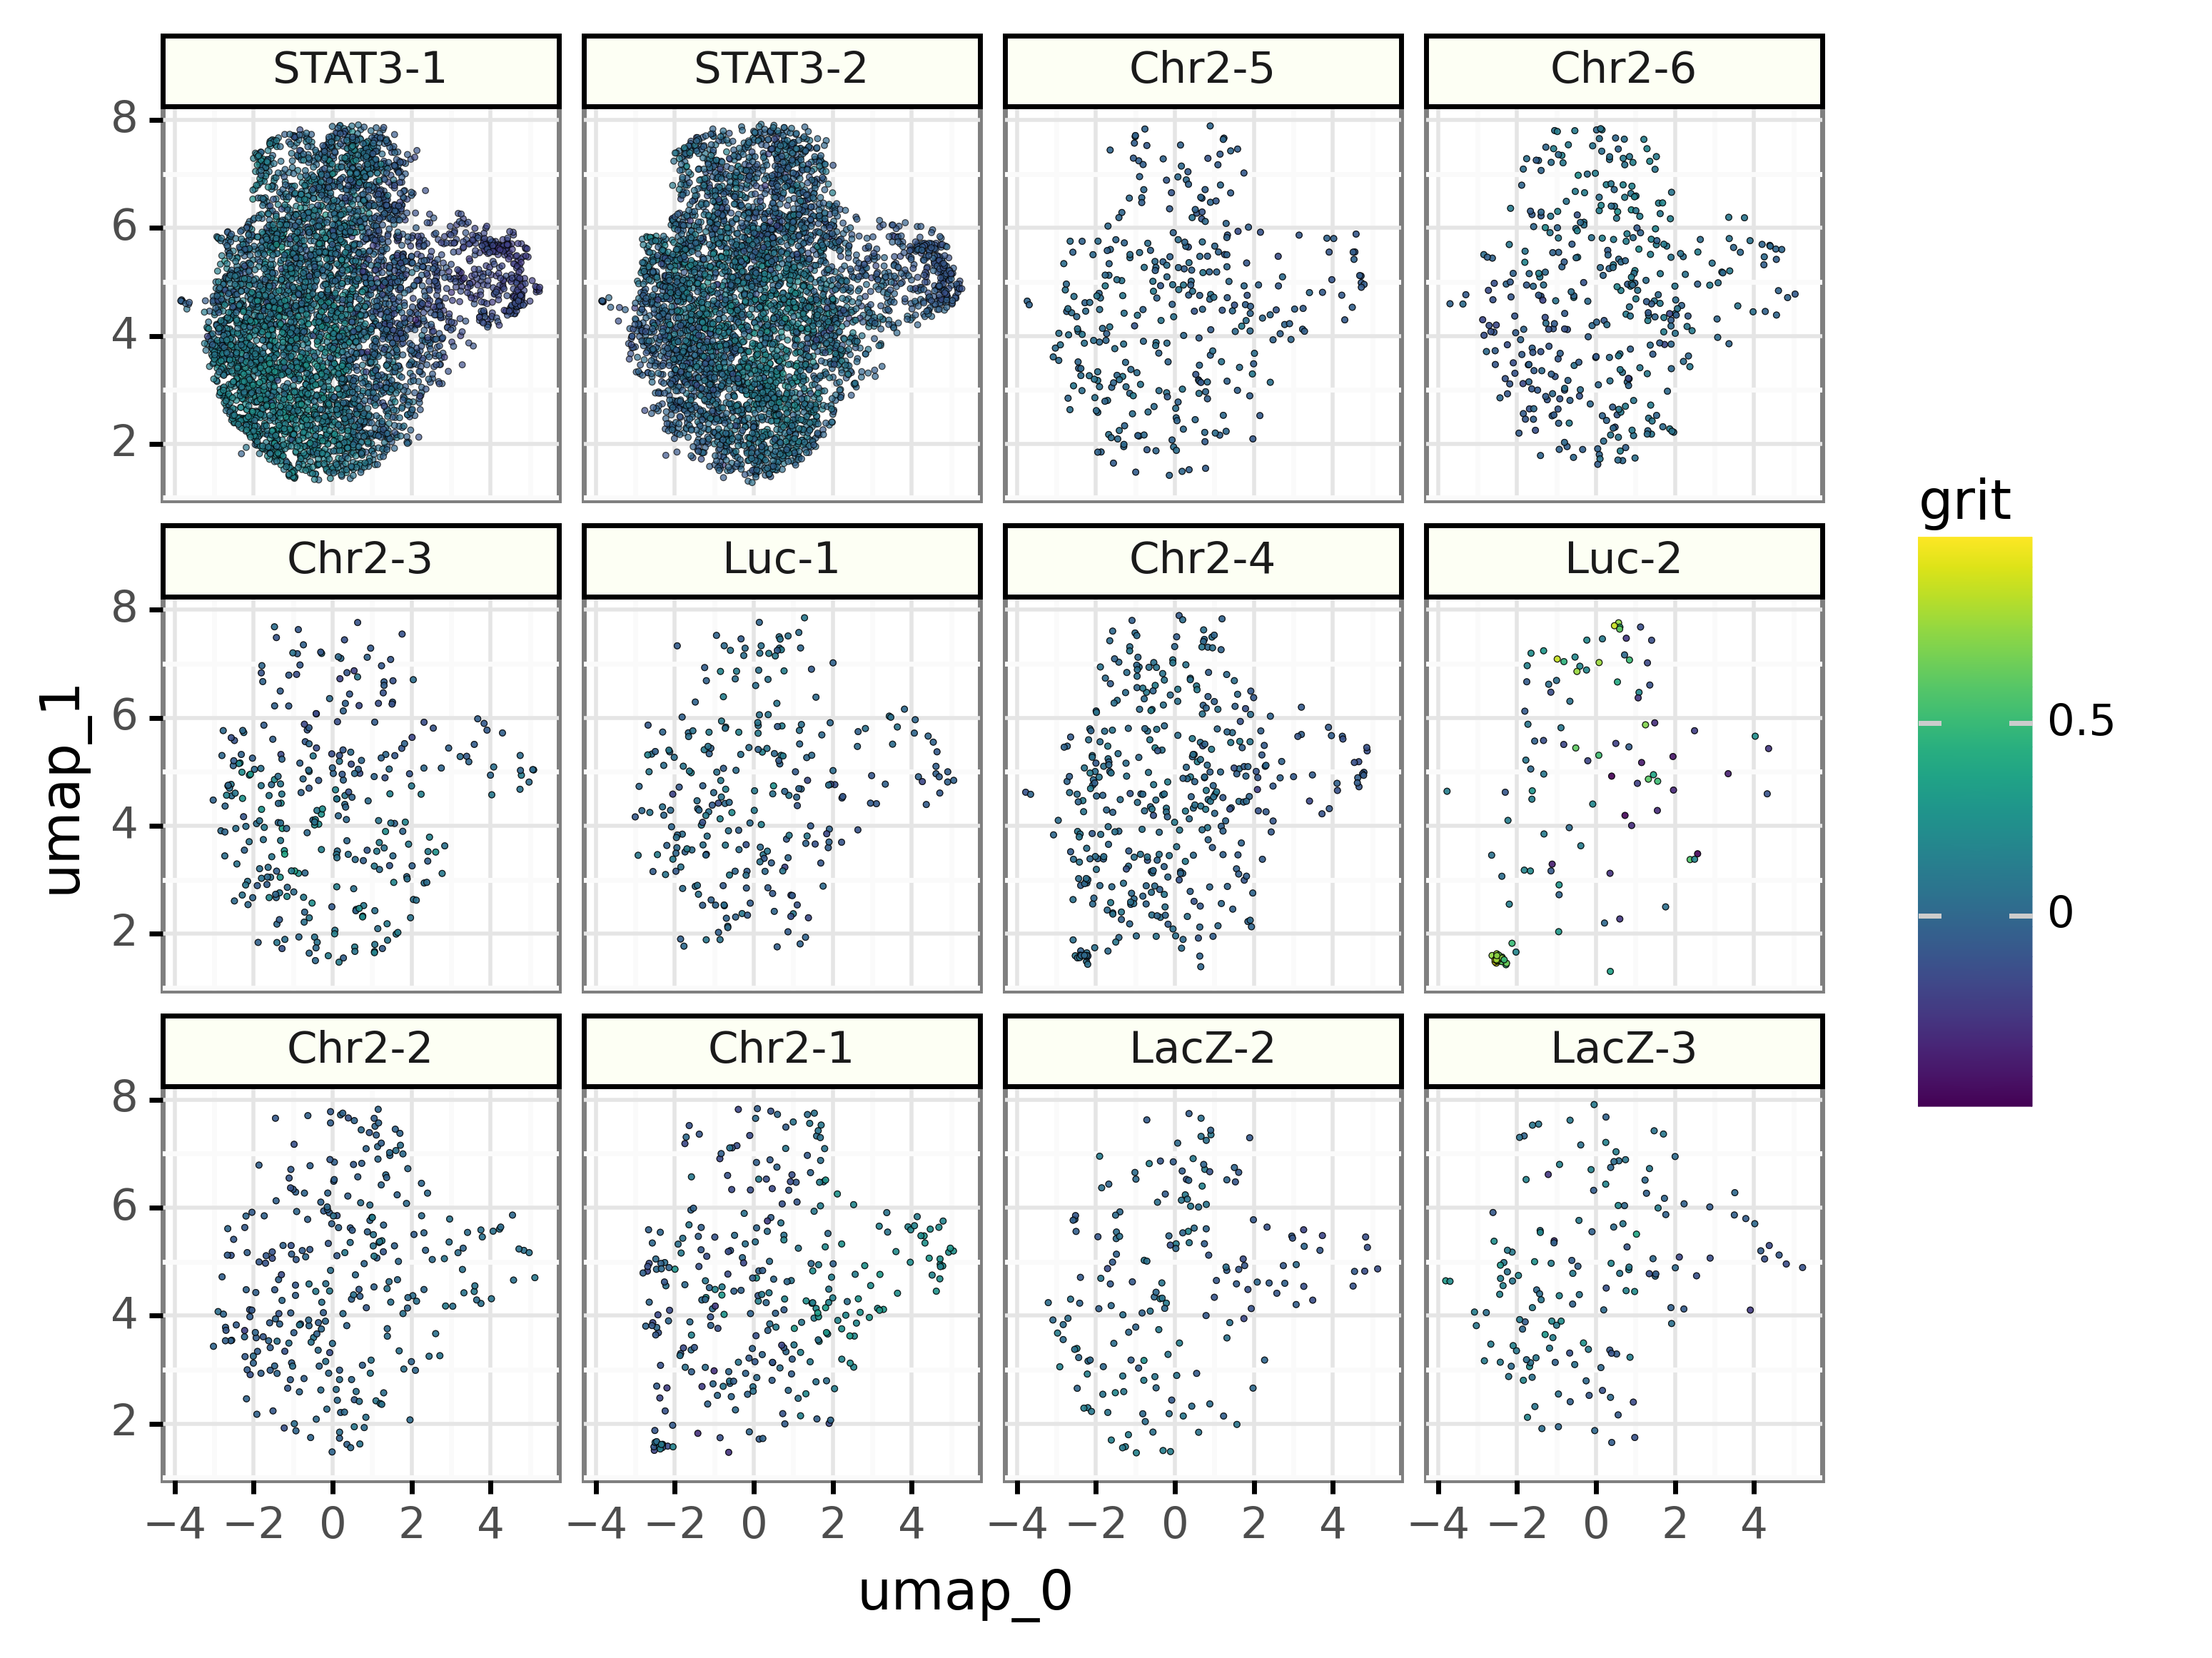 STAT3-1 STAT3-2 Chr2-5 Chr2-6
8
6
4
2
Chr2-3 Luc-1 Chr2-4 Luc-2
8
6
4
2
Chr2-2 Chr2-1 LacZ-2 LacZ-3
8
6
4
2
−4 −2 0 2 4 −4 −2 0 2 4 −4 −2 0 2 4 −4 −2 0 2 4
umap_0
umap_1
grit
0.5
0